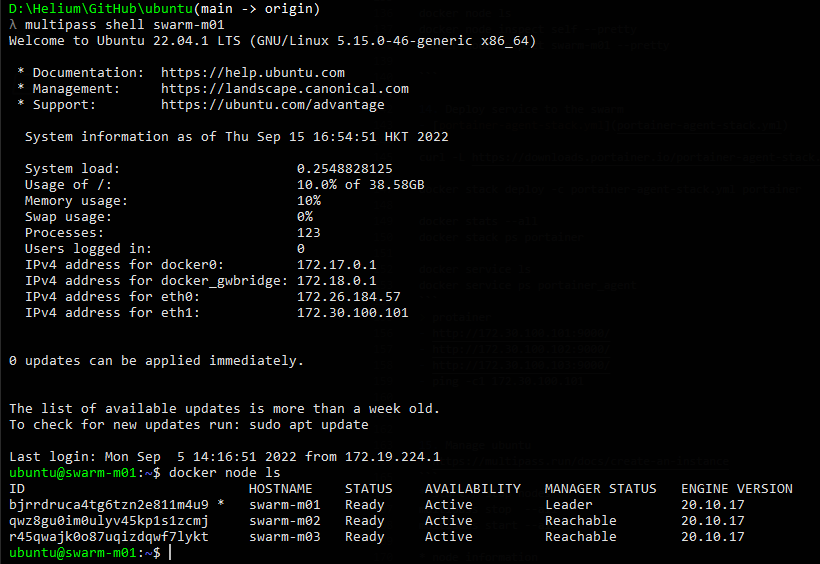 D:\Helium\GitHub\ubuntu(main -> origin)
λ multipass shell swarm-m01
Welcome to Ubuntu 22.04.1 LTS (GNU/Linux 5.15.0-46-generic x86_64)
* Documentation:  https://help.ubuntu.com
* Management:     https://landscape.canonical.com
* Support:        https://ubuntu.com/advantage
System information as of Thu Sep 15 16:54:51 HKT 2022
System load:                      0.2548828125
Usage of /:                       10.0% of 38.58GB
Memory usage:                     10%
Swap usage:                       0%
Processes:                        123
Users logged in:                  0
IPv4 address for docker0:         172.17.0.1
IPv4 address for docker_gwbridge: 172.18.0.1
IPv4 address for eth0:            172.26.184.57
IPv4 address for eth1:            172.30.100.101
0 updates can be applied immediately.
The list of available updates is more than a week old.
To check for new updates run: sudo apt update
Last login: Mon Sep  5 14:16:51 2022 from 172.19.224.1
ubuntu@swarm-m01:~$ docker node ls
ID                            HOSTNAME    STATUS    AVAILABILITY   MANAGER STATUS   ENGINE VERSION
bjrrdruca4tg6tzn2e811m4u9 *   swarm-m01   Ready     Active         Leader           20.10.17
qwz8gu0im0ulyv45kp1s1zcmj     swarm-m02   Ready     Active         Reachable        20.10.17
r45qwajk0o87uqizdqwf7lykt     swarm-m03   Ready     Active         Reachable        20.10.17
ubuntu@swarm-m01:~$